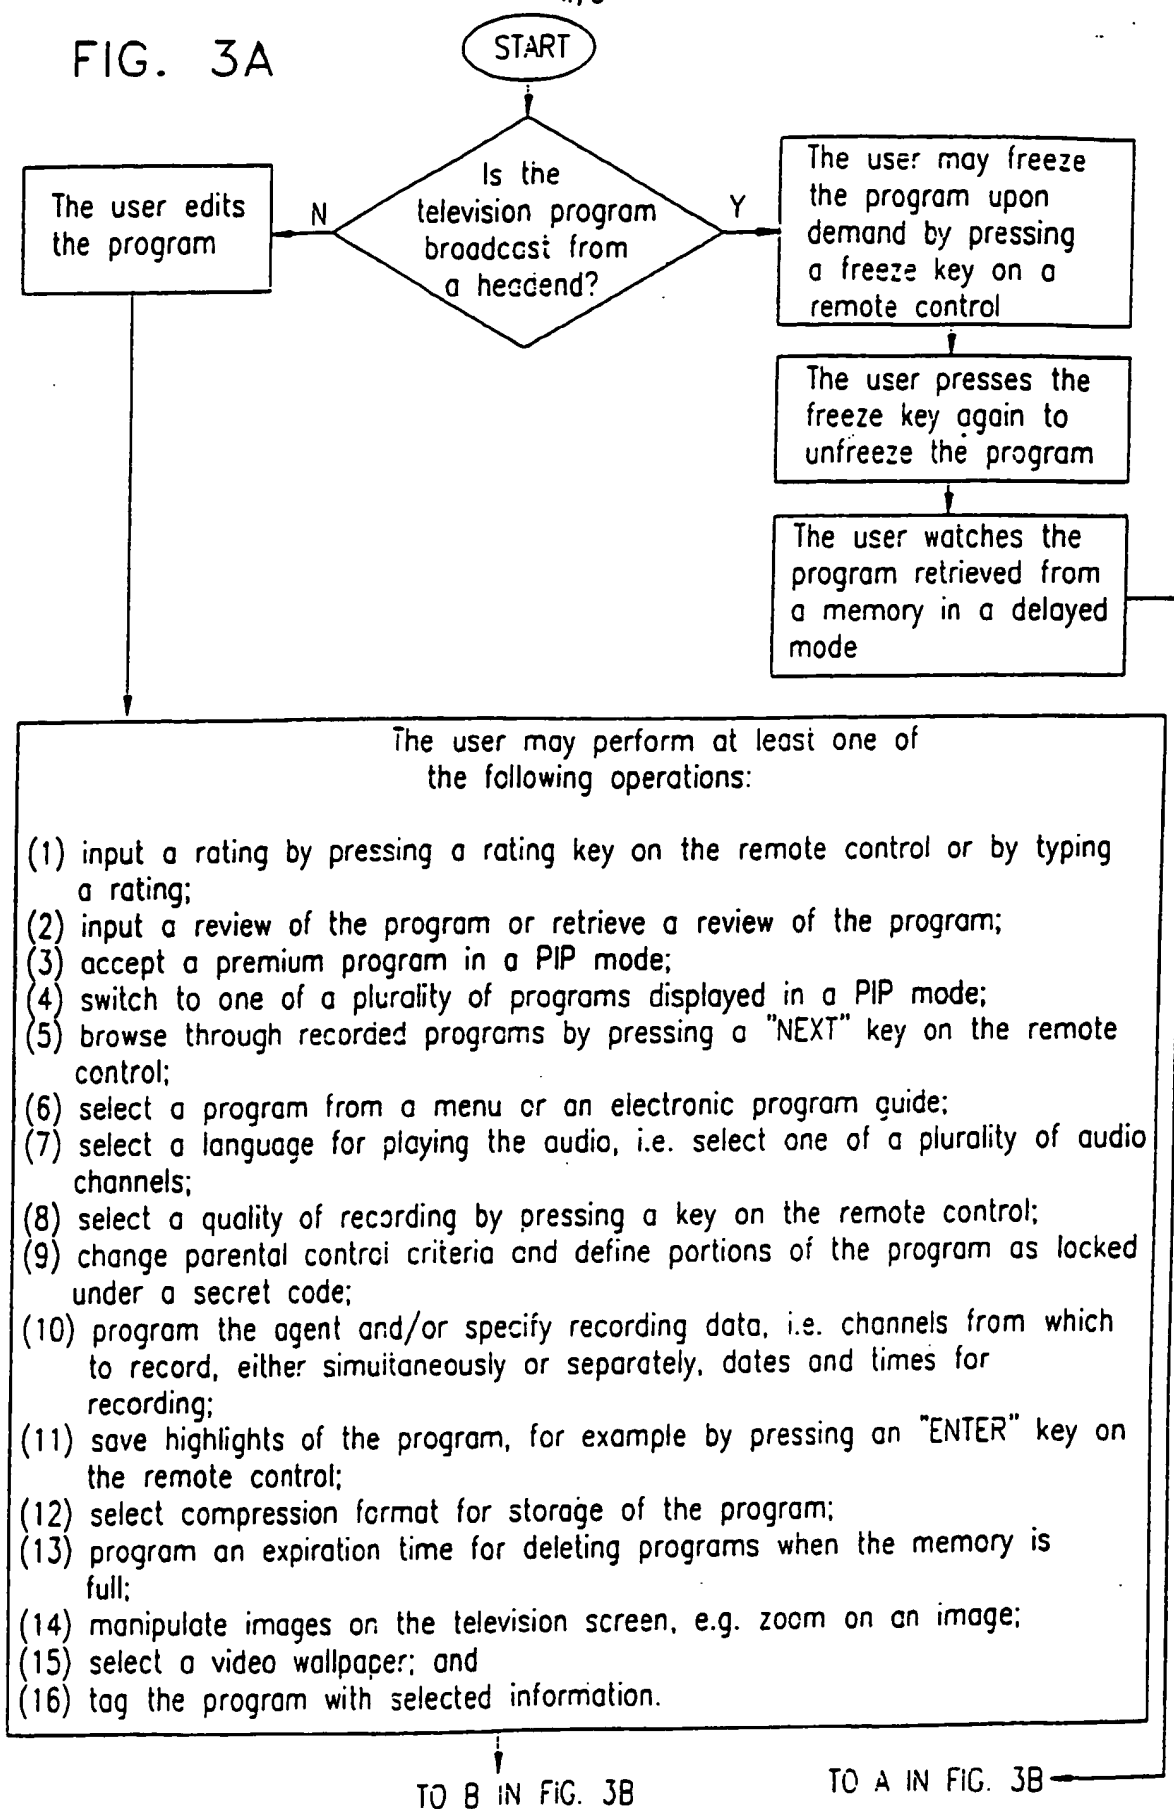 FIG. 3A
START
Is the
television program
broadcast from
a headend?
N
Y
The user edits
the program
The user may freeze
the program upon
demand by pressing
a freeze key on a
remote control
The user presses the
freeze key again to
unfreeze the program
The user watches the
program retrieved from
a memory in a delayed
mode
The user may perform at least one of
the following operations:
(1) input a rating by pressing a rating key on the remote control or by typing
a rating;
(2) input a review of the program or retrieve a review of the program;
(3) accept a premium program in a PIP mode;
(4) switch to one of a plurality of programs displayed in a PIP mode;
(5) browse through recorded programs by pressing a "NEXT" key on the remote
control;
(6) select a program from a menu or an electronic program guide;
(7) select a language for playing the audio, i.e. select one of a plurality of audio
channels;
(8) select a quality of recording by pressing a key on the remote control;
(9) change parental control criteria and define portions of the program as locked
under a secret code;
(10) program the agent and/or specify recording data, i.e. channels from which
to record, either simultaneously or separately, dates and times for
recording;
(11) save highlights of the program, for example by pressing an "ENTER" key on
the remote control;
(12) select compression format for storage of the program;
(13) program an expiration time for deleting programs when the memory is
full;
(14) manipulate images on the television screen, e.g. zoom on an image;
(15) select a video wallpaper; and
(16) tag the program with selected information.
TO B IN FIG. 3B
TO A IN FIG. 3B